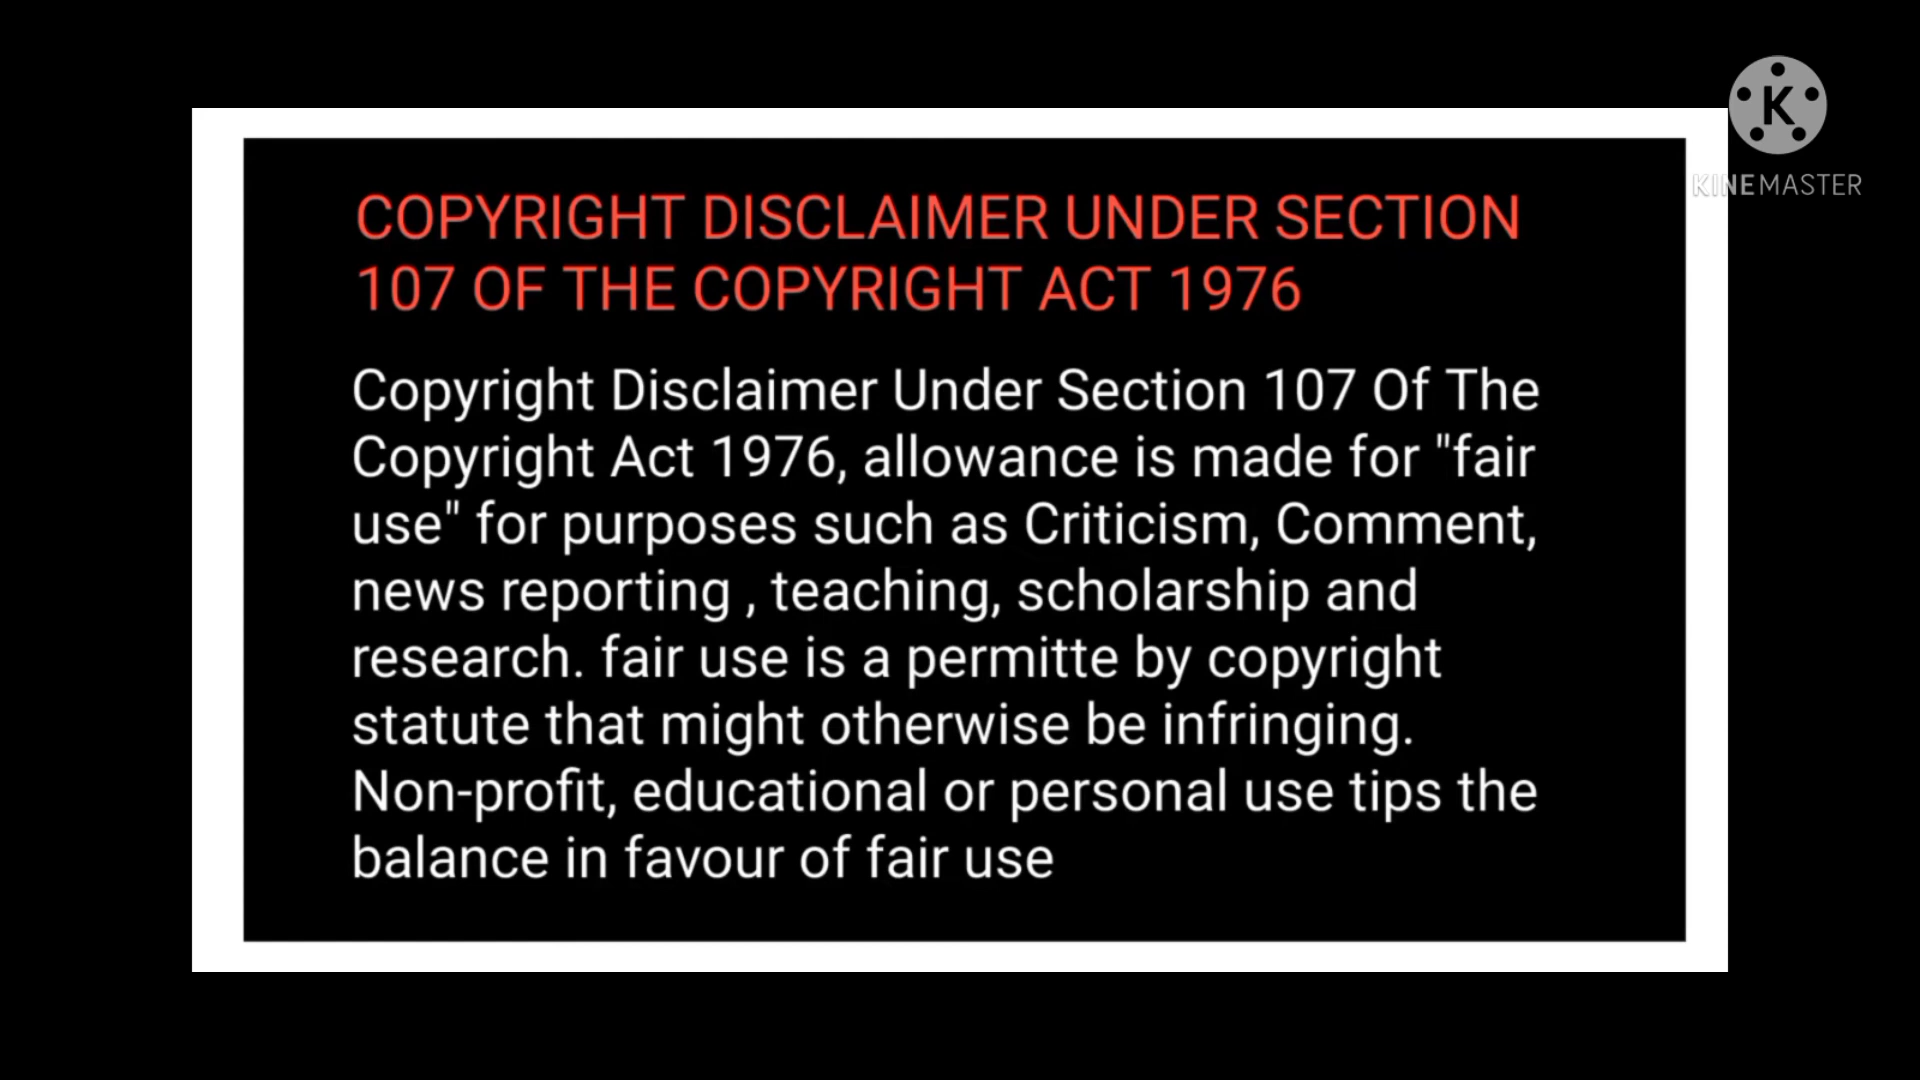 K
KINEMASTER
COPYRIGHT DISCLAIMER UNDER SECTION
107 OF THE COPYRIGHT ACT 1976
Copyright Disclaimer Under Section 107 Of The
Copyright Act 1976, allowance is made for "fair
use" for purposes such as Criticism, Comment,
news reporting , teaching, scholarship and
research. fair use is a permitte by copyright
statute that might otherwise be infringing.
Non-profit, educational or personal use tips the
balance in favour of fair use